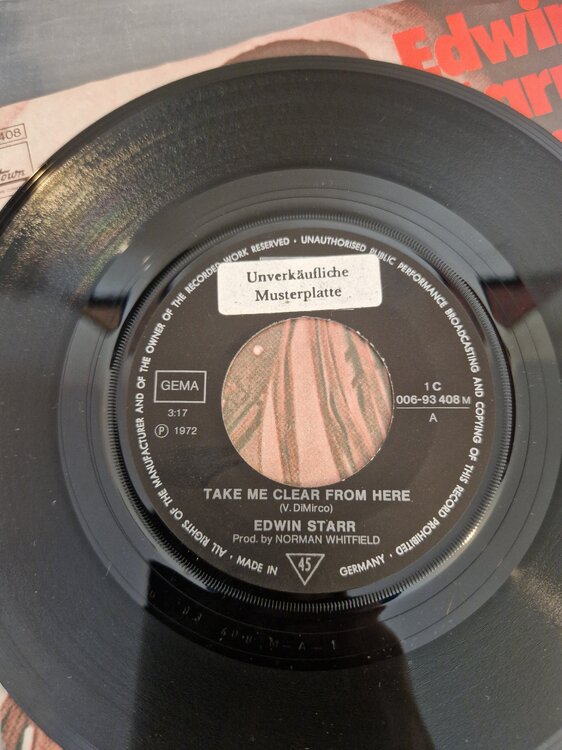 Edwin
408
Unverkäufliche
Musterplatte
ALL RIGHTS OF THE MANUFACTURER AND OF THE OWNER OF THE RECORDED WORK RESERVED · UNAUTHORISED PUBLIC PERFORMANCE BROADCASTING AND COPYING OF THIS RECORD PROHIBITED.
GEMA
3:17
Ⓟ 1972
1 C
006-93 408 M
A
TAKE ME CLEAR FROM HERE
(V. DiMirco)
EDWIN STARR
Prod. by NORMAN WHITFIELD
· MADE IN
45
GERMANY ·